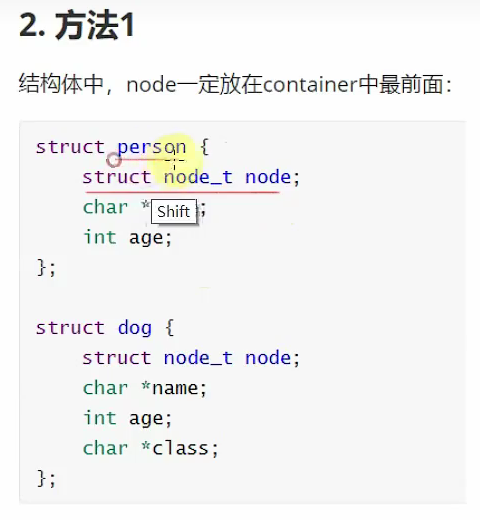 2. 方法1
结构体中，node一定放在container中最前面：
struct person {
struct node_t node;
char *
;
Shift
int age;
};
struct dog {
struct node_t node;
char *name;
int age;
char *class;
};